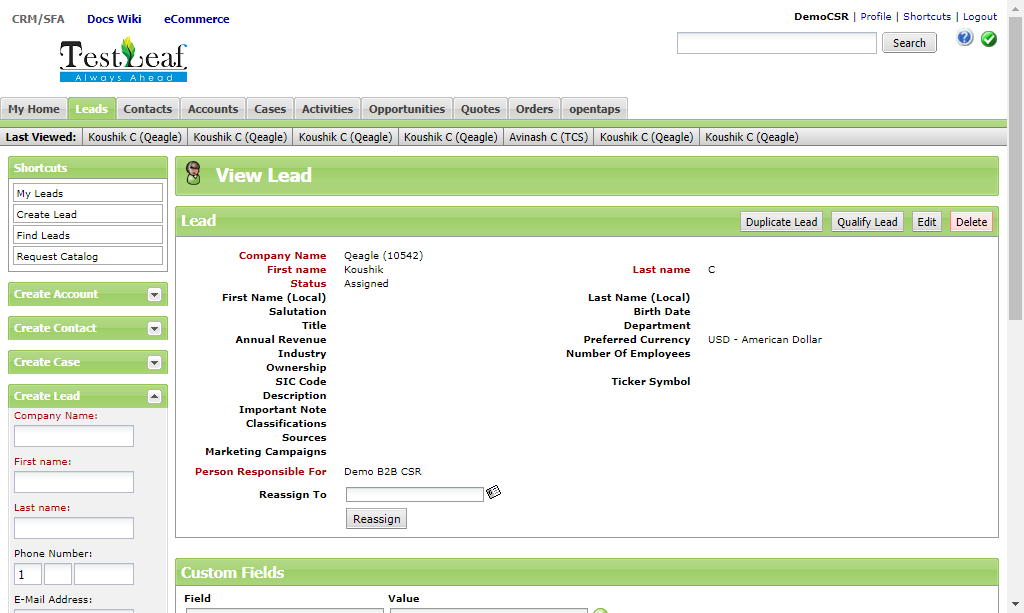 CRM/SFA Docs Wiki eCommerce
DemoCSR | Profile | Shortcuts | Logout
TestLeaf
Always Ahead
Search
My Home Leads Contacts Accounts Cases Activities Opportunities Quotes Orders opentaps
Last Viewed: Koushik C (Qeagle) Koushik C (Qeagle) Koushik C (Qeagle) Koushik C (Qeagle) Avinash C (TCS) Koushik C (Qeagle) Koushik C (Qeagle)
Shortcuts
My Leads
Create Lead
Find Leads
Request Catalog
Create Account
Create Contact
Create Case
Create Lead
Company Name:
First name:
Last name:
Phone Number:
1
E-Mail Address:
View Lead
Lead Duplicate Lead Qualify Lead Edit Delete
Company Name Qeagle (10542)
First name Koushik Last name C
Status Assigned
First Name (Local) Last Name (Local)
Salutation Birth Date
Title Department
Annual Revenue Preferred Currency USD - American Dollar
Industry Number Of Employees
Ownership
SIC Code Ticker Symbol
Description
Important Note
Classifications
Sources
Marketing Campaigns
Person Responsible For Demo B2B CSR
Reassign To
Reassign
Custom Fields
Field Value